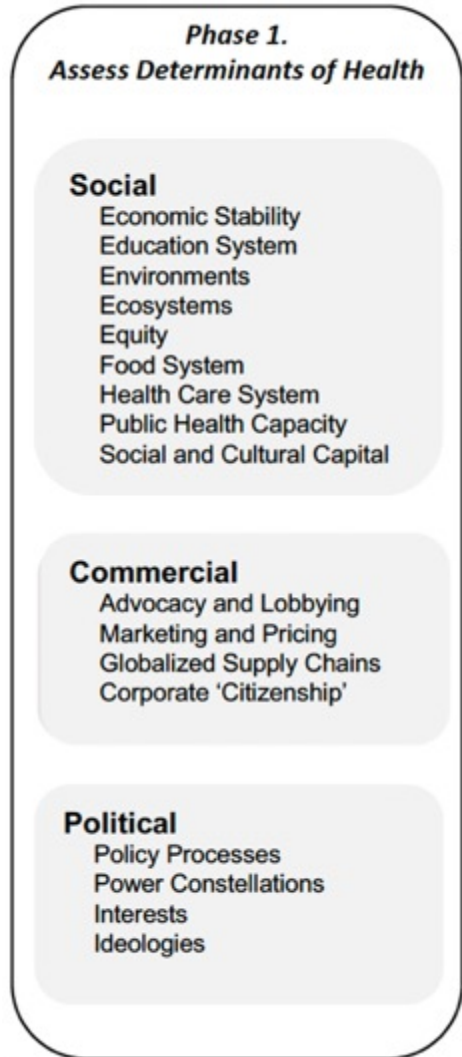 Phase 1.
Assess Determinants of Health
Social
Economic Stability
Education System
Environments
Ecosystems
Equity
Food System
Health Care System
Public Health Capacity
Social and Cultural Capital
Commercial
Advocacy and Lobbying
Marketing and Pricing
Globalized Supply Chains
Corporate ‘Citizenship’
Political
Policy Processes
Power Constellations
Interests
Ideologies